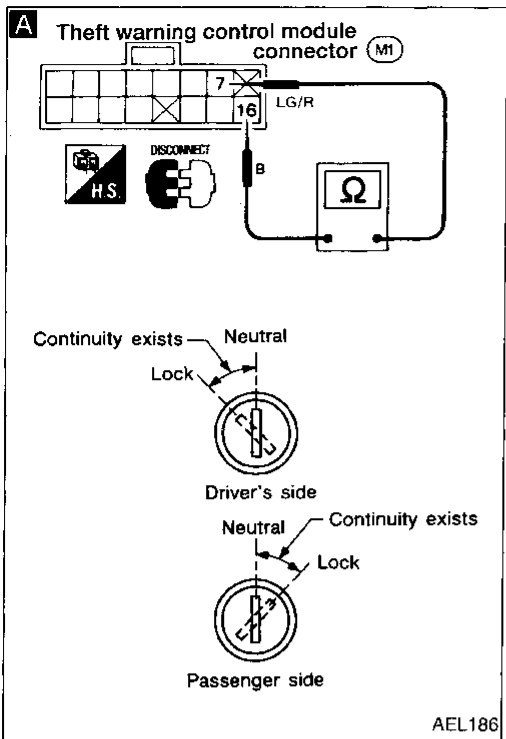 A
Theft warning control module
connector M1
7
LG/R
16
DISCONNECT
H.S.
B
Ω
Continuity exists
Neutral
Lock
Driver's side
Neutral
Continuity exists
Lock
Passenger side
AEL186